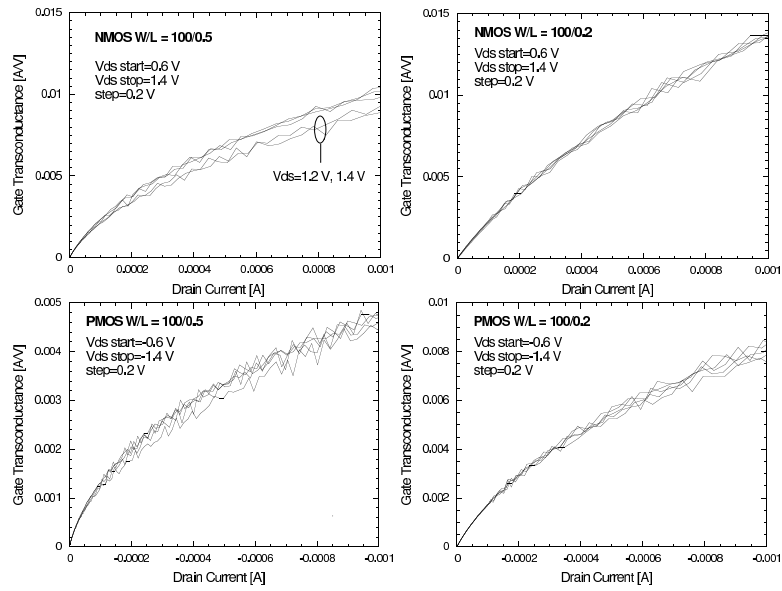 NMOS W/L = 100/0.5
Vds start=0.6 V
Vds stop=1.4 V
step=0.2 V
Vds=1.2 V, 1.4 V
Gate Transconductance [A/V]
0.015
0.010
0.005
0
0 0.0002 0.0004 0.0006 0.0008 0.001
Drain Current [A]
NMOS W/L = 100/0.2
Vds start=0.6 V
Vds stop=1.4 V
step=0.2 V
Gate Transconductance [A/V]
0.015
0.010
0.005
0
0 0.0002 0.0004 0.0006 0.0008 0.001
Drain Current [A]
PMOS W/L = 100/0.5
Vds start=-0.6 V
Vds stop=-1.4 V
step=0.2 V
Gate Transconductance [A/V]
0.005
0.004
0.003
0.002
0.001
0
0 -0.0002 -0.0004 -0.0006 -0.0008 -0.001
Drain Current [A]
PMOS W/L = 100/0.2
Vds start=-0.6 V
Vds stop=-1.4 V
step=0.2 V
Gate Transconductance [A/V]
0.01
0.008
0.006
0.004
0.002
0
0 -0.0002 -0.0004 -0.0006 -0.0008 -0.001
Drain Current [A]